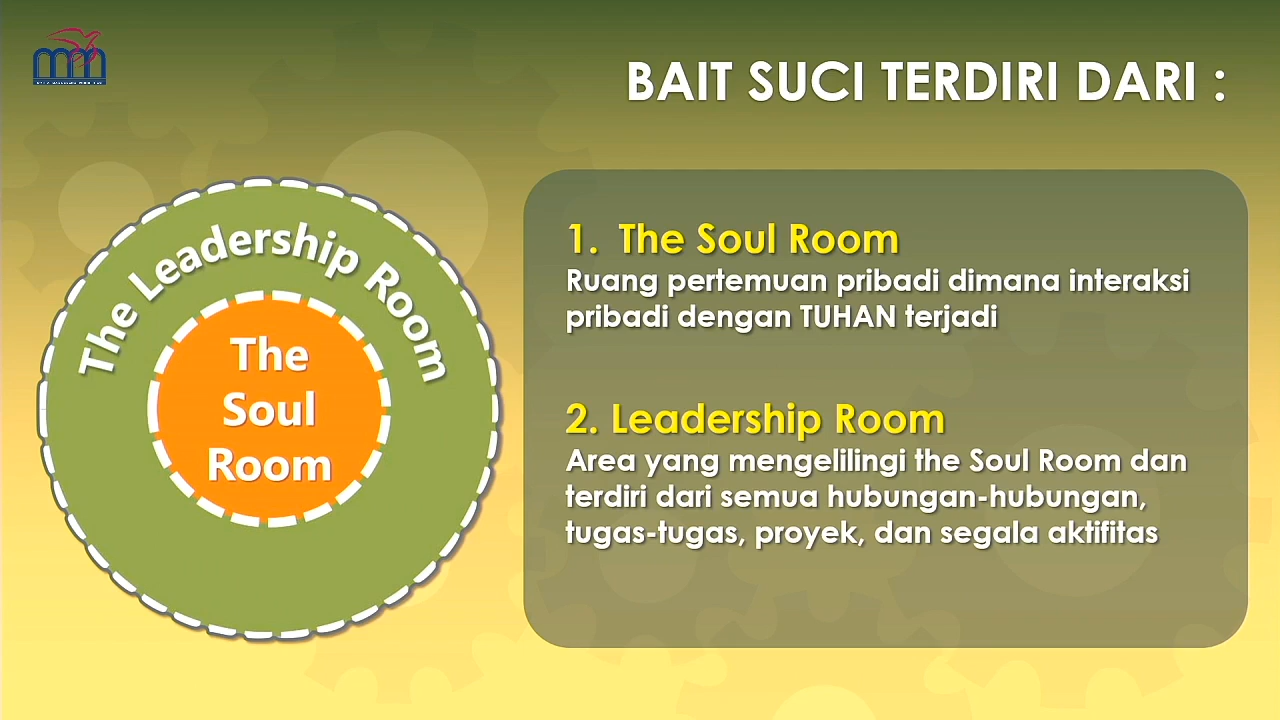 BAIT SUCI TERDIRI DARI :
The Leadership Room
The
Soul
Room
1. The Soul Room
Ruang pertemuan pribadi dimana interaksi
pribadi dengan TUHAN terjadi
2. Leadership Room
Area yang mengelilingi the Soul Room dan
terdiri dari semua hubungan-hubungan,
tugas-tugas, proyek, dan segala aktifitas